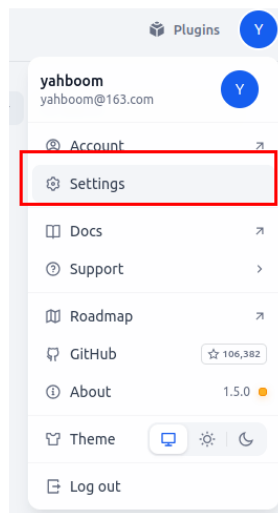 Plugins
Y
yahboom
yahboom@163.com
Y
Account
Settings
Docs
Support
Roadmap
GitHub
106,382
About
1.5.0
Theme
Log out